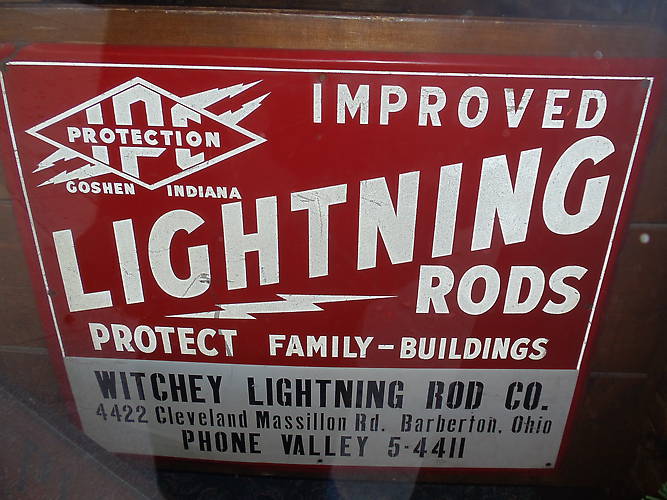 IPC
PROTECTION
GOSHEN INDIANA
IMPROVED
LIGHTNING
RODS
PROTECT FAMILY-BUILDINGS
WITCHEY LIGHTNING ROD CO.
4422 Cleveland Massillon Rd. Barberton, Ohio
PHONE VALLEY 5-4411